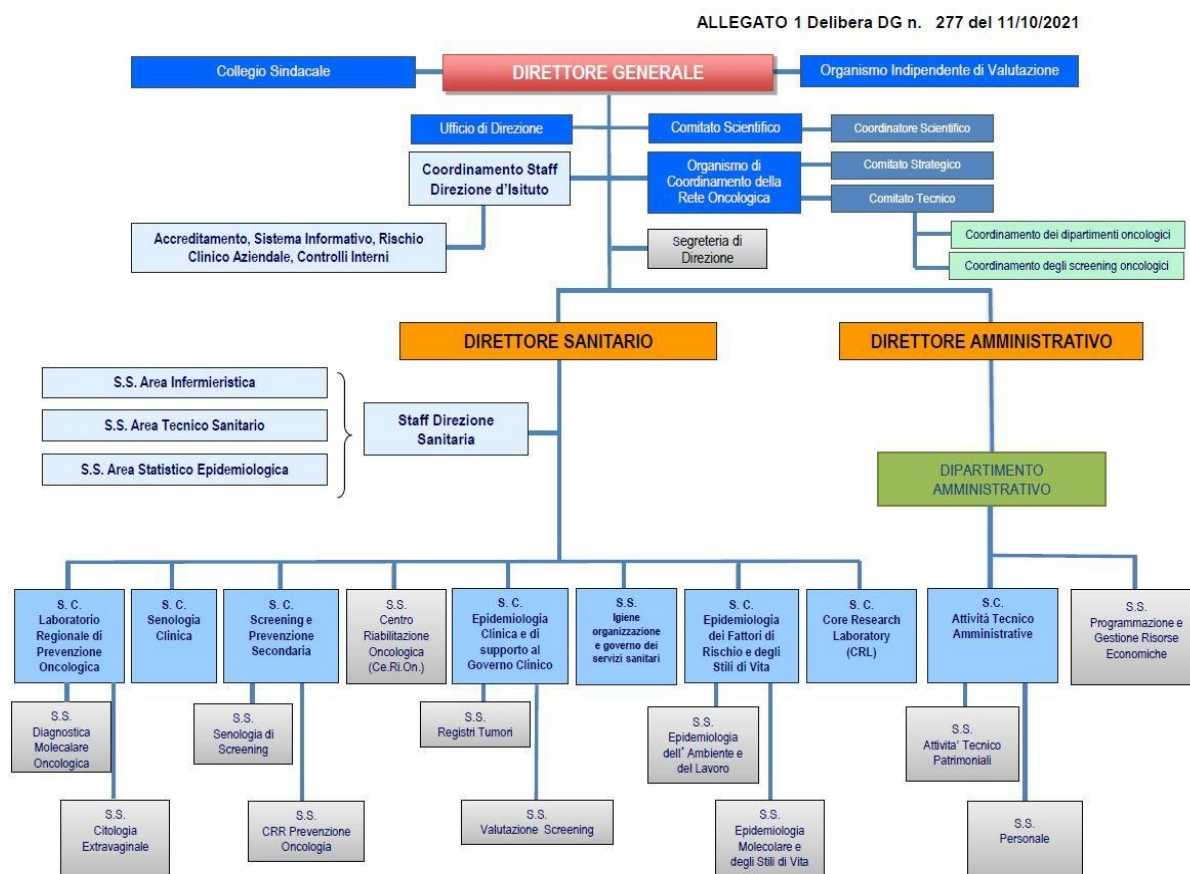 ALLEGATO 1 Delibera DG n. 277 del 11/10/2021
Collegio Sindacale
DIRETTORE GENERALE
Organismo Indipendente di Valutazione
Ufficio di Direzione
Comitato Scientifico
Coordinatore Scientifico
Coordinamento Staff
Direzione d'Isituto
Organismo di
Coordinamento della
Rete Oncologica
Comitato Strategico
Comitato Tecnico
Accreditamento, Sistema Informativo, Rischio
Clinico Aziendale, Controlli Interni
Segreteria di
Direzione
Coordinamento dei dipartimenti oncologici
Coordinamento degli screening oncologici
DIRETTORE SANITARIO
DIRETTORE AMMINISTRATIVO
S.S. Area Infermieristica
S.S. Area Tecnico Sanitario
S.S. Area Statistico Epidemiologica
Staff Direzione
Sanitaria
DIPARTIMENTO
AMMINISTRATIVO
S. C.
Laboratorio
Regionale di
Prevenzione
Oncologica
S. C.
Senologia
Clinica
S. C.
Screening e
Prevenzione
Secondaria
S.S.
Centro
Riabilitazione
Oncologica
(Ce.Ri.On.)
S. C.
Epidemiologia
Clinica e di
supporto al
Governo Clinico
S.S.
Igiene
organizzazione
e governo dei
servizi sanitari
S. C.
Epidemiologia
dei Fattori di
Rischio e degli
Stili di Vita
S. C.
Core Research
Laboratory
(CRL)
S.C.
Attività Tecnico
Amministrative
S.S.
Programmazione e
Gestione Risorse
Economiche
S.S.
Diagnostica
Molecalare
Oncologica
S.S.
Senologia di
Screening
S.S.
Registri Tumori
S.S.
Epidemiologia
dell' Ambiente e
del Lavoro
S.S.
Attivita' Tecnico
Patrimoniali
S.S.
Citologia
Extravaginale
S.S.
CRR Prevenzione
Oncologia
S.S.
Valutazione Screening
S.S.
Epidemiologia
Molecolare e
degli Stili di Vita
S.S.
Personale